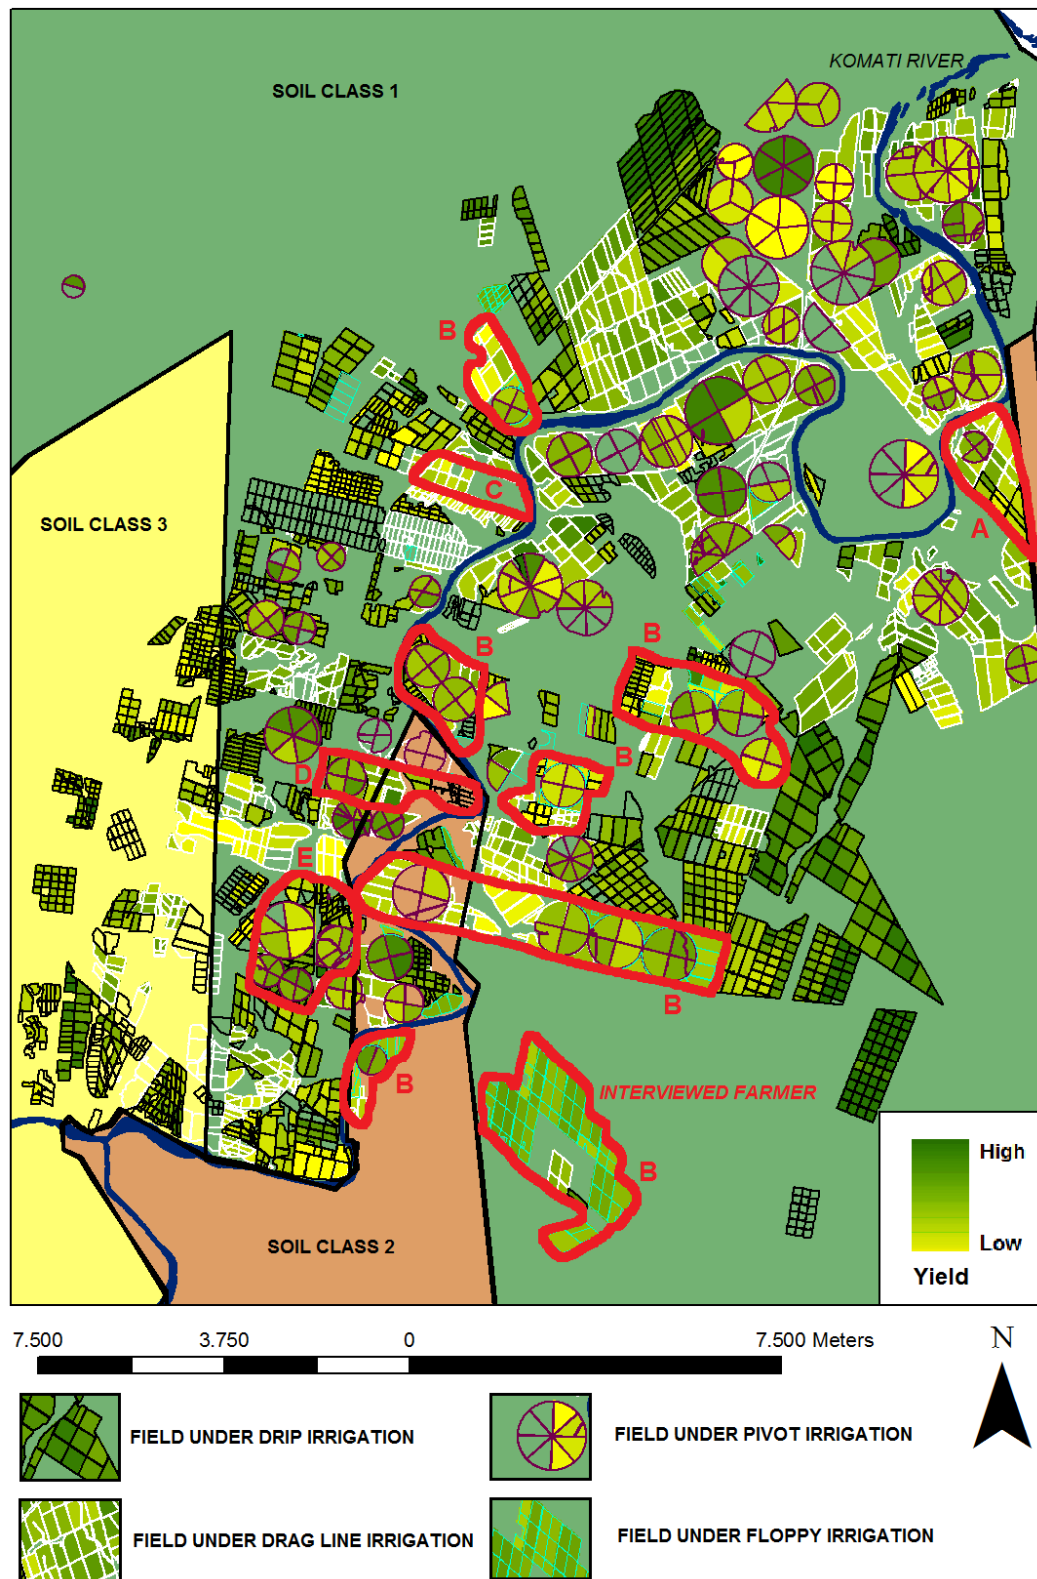 KOMATI RIVER
SOIL CLASS 1
B
SOIL CLASS 3
C
A
B
B
B
D
E
B
B
INTERVIEWED FARMER
B
SOIL CLASS 2
High
Low
Yield
7.500 3.750 0 7.500 Meters
N
FIELD UNDER DRIP IRRIGATION
FIELD UNDER PIVOT IRRIGATION
FIELD UNDER DRAG LINE IRRIGATION
FIELD UNDER FLOPPY IRRIGATION